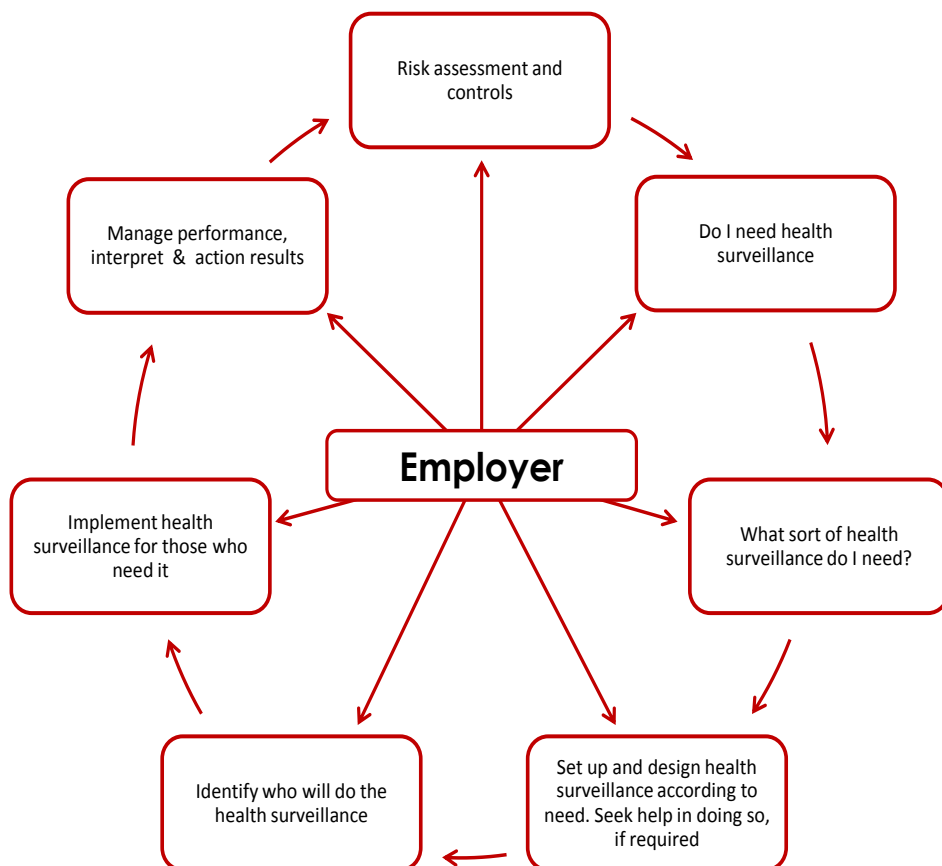 Risk assessment and
controls
Do I need health
surveillance
What sort of health
surveillance do I need?
Set up and design health
surveillance according to
need. Seek help in doing so,
if required
Identify who will do the
health surveillance
Implement health
surveillance for those who
need it
Manage performance,
interpret & action results
Employer